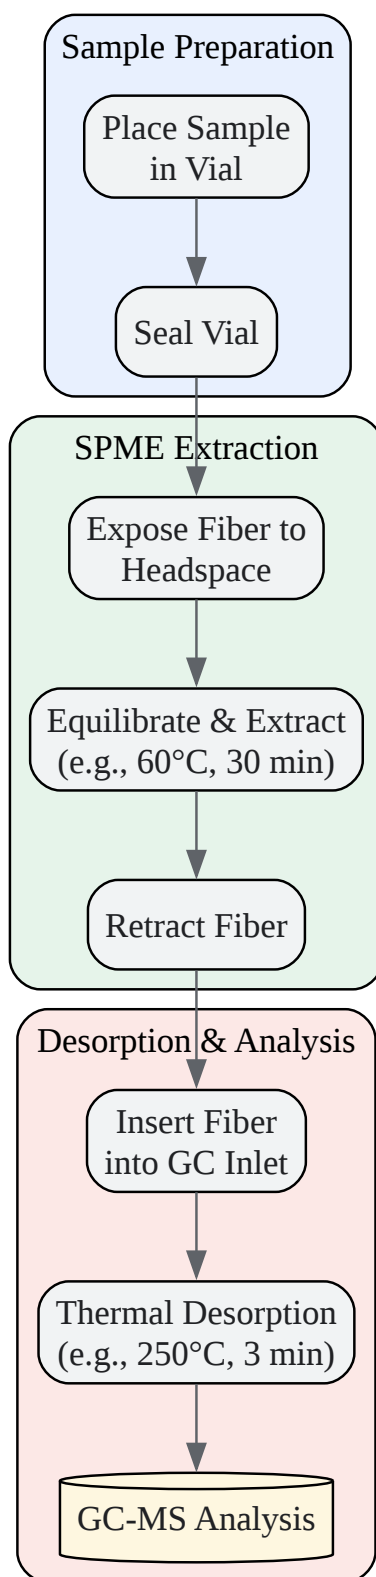 Sample Preparation
Place Sample
in Vial
Seal Vial
SPME Extraction
Expose Fiber to
Headspace
Equilibrate & Extract
(e.g., 60°C, 30 min)
Retract Fiber
Desorption & Analysis
Insert Fiber
into GC Inlet
Thermal Desorption
(e.g., 250°C, 3 min)
GC-MS Analysis